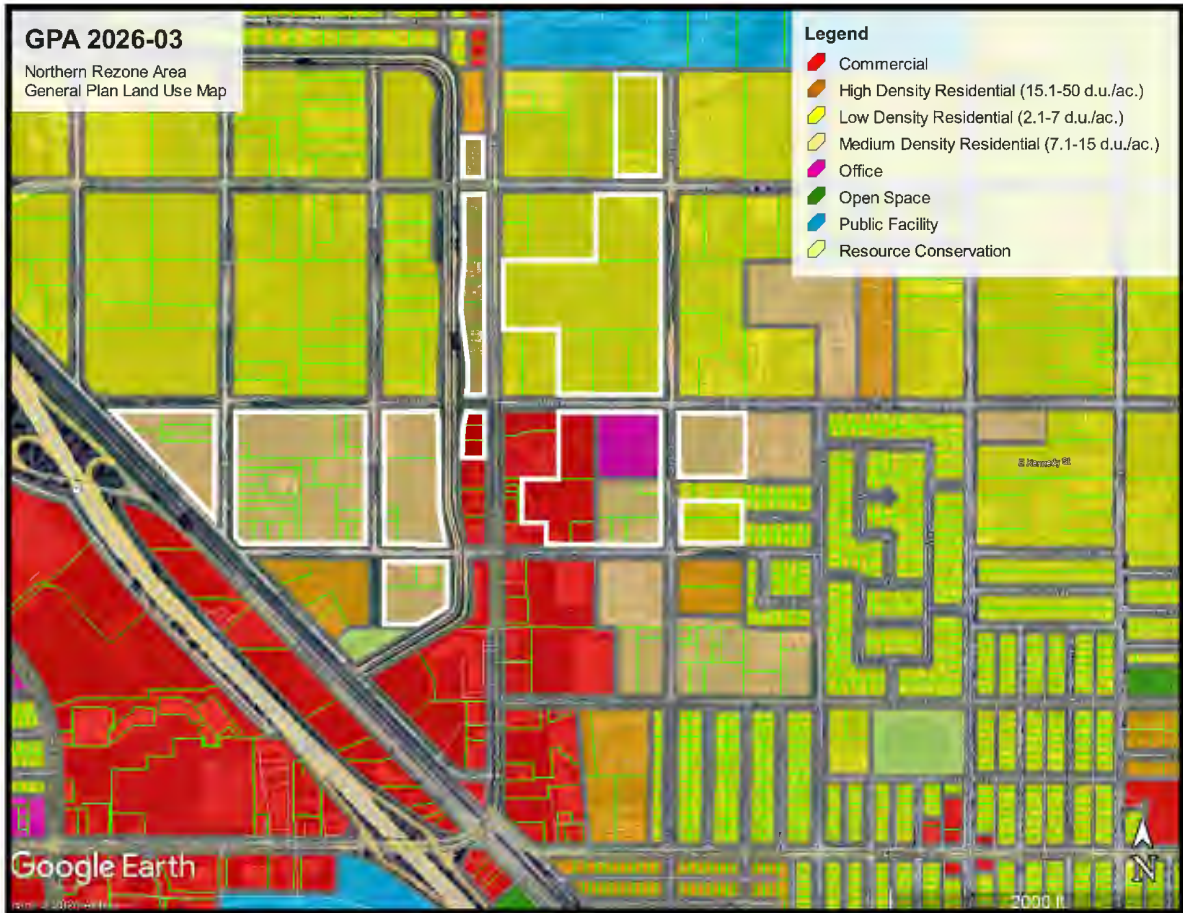 GPA 2026-03
Northern Rezone Area
General Plan Land Use Map
Legend
Commercial
High Density Residential (15.1-50 d.u./ac.)
Low Density Residential (2.1-7 d.u./ac.)
Medium Density Residential (7.1-15 d.u./ac.)
Office
Open Space
Public Facility
Resource Conservation
E Kennedy St
Google Earth
N
2000 ft